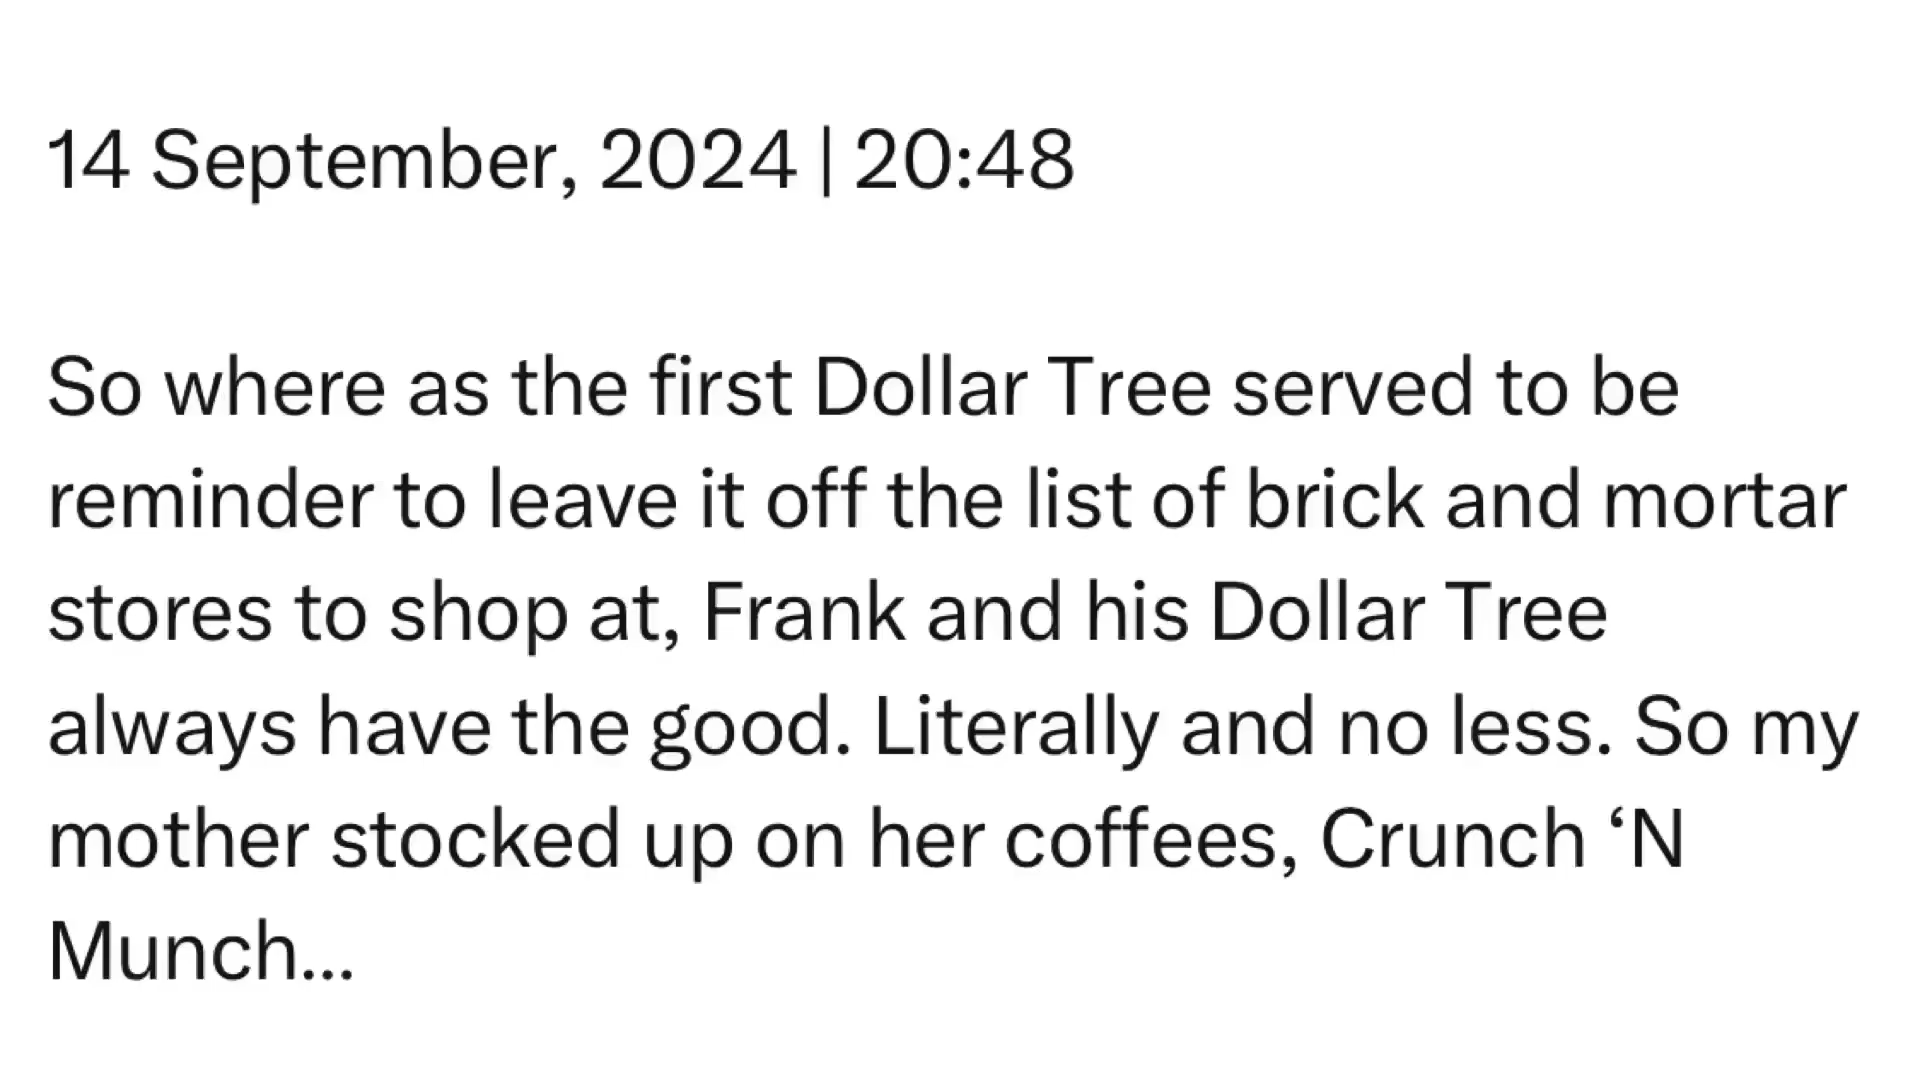 14 September, 2024 | 20:48
So where as the first Dollar Tree served to be
reminder to leave it off the list of brick and mortar
stores to shop at, Frank and his Dollar Tree
always have the good. Literally and no less. So my
mother stocked up on her coffees, Crunch ‘N
Munch...